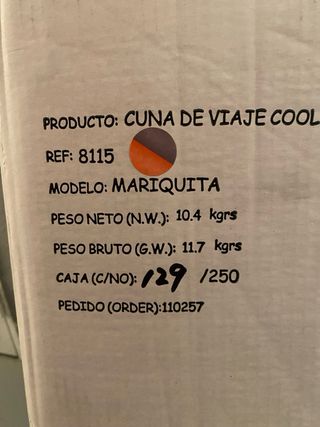 PRODUCTO: CUNA DE VIAJE COOL
REF: 8115
MODELO: MARIQUITA
PESO NETO (N.W.): 10.4 kgrs
PESO BRUTO (G.W.): 11.7 kgrs
CAJA (C/NO): 129 /250
PEDIDO (ORDER):110257